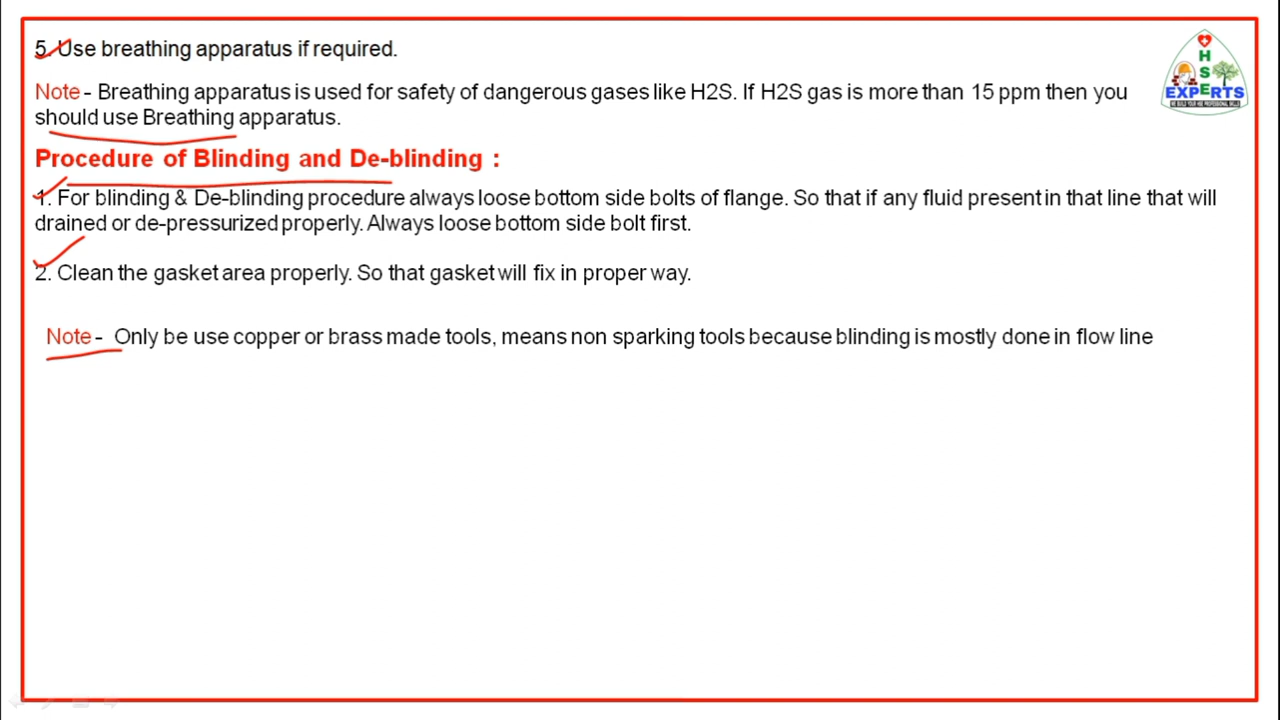 5. Use breathing apparatus if required.
Note - Breathing apparatus is used for safety of dangerous gases like H2S. If H2S gas is more than 15 ppm then you
should use Breathing apparatus.
Procedure of Blinding and De-blinding :
1. For blinding & De-blinding procedure always loose bottom side bolts of flange. So that if any fluid present in that line that will
drained or de-pressurized properly. Always loose bottom side bolt first.
2. Clean the gasket area properly. So that gasket will fix in proper way.
Note - Only be use copper or brass made tools, means non sparking tools because blinding is mostly done in flow line
H
S
E
EXPERTS